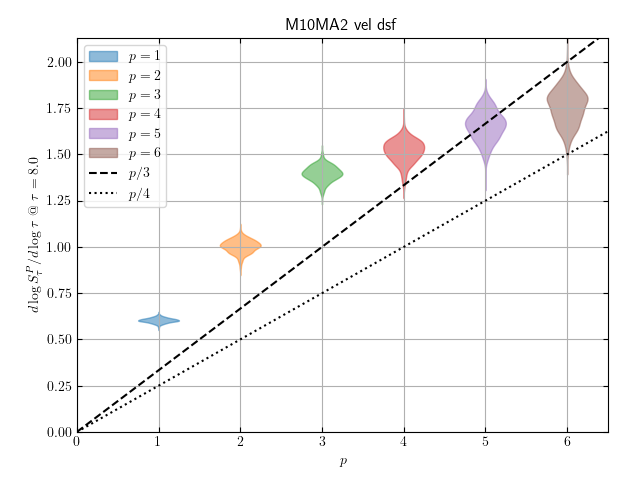 M10MA2 vel dsf
d log S_τ^P / d log τ @ τ = 8.0
2.00
1.75
1.50
1.25
1.00
0.75
0.50
0.25
0.00
p = 1
p = 2
p = 3
p = 4
p = 5
p = 6
p/3
p/4
0 1 2 3 4 5 6
p